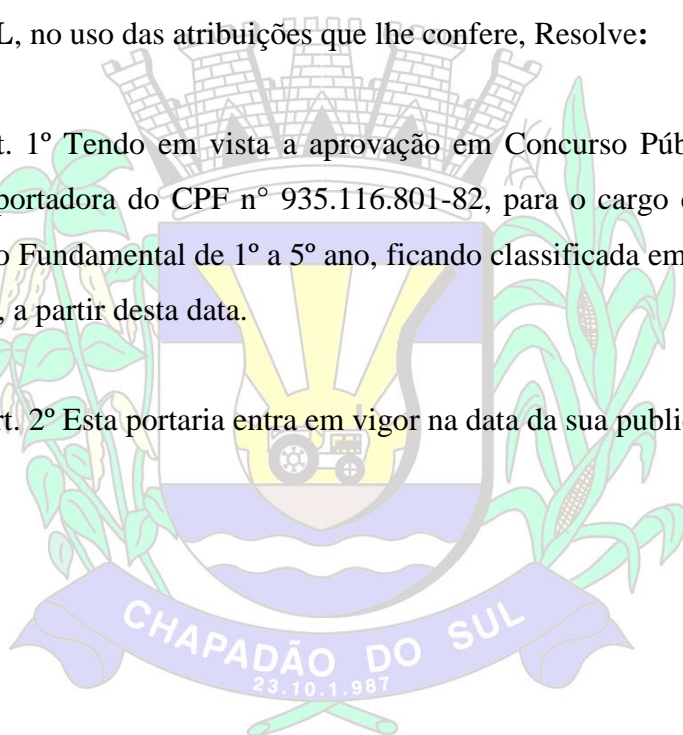 L, no uso das atribuições que lhe confere, Resolve:
t. 1º Tendo em vista a aprovação em Concurso Púb
portadora do CPF n° 935.116.801-82, para o cargo
o Fundamental de 1º a 5º ano, ficando classificada em
, a partir desta data.
rt. 2º Esta portaria entra em vigor na data da sua public
CHAPADÃO DO SUL
23.10.1.987